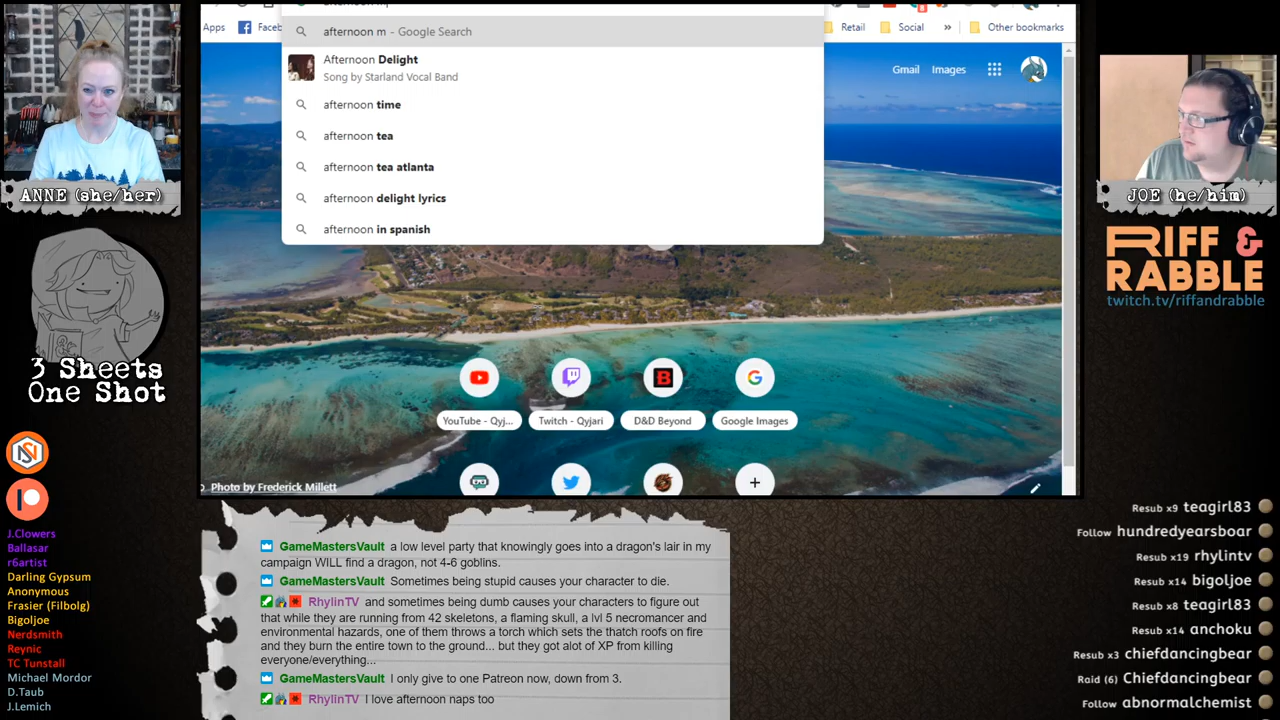 afternoon m - Google Search
Afternoon Delight
Song by Starland Vocal Band
afternoon time
afternoon tea
afternoon tea atlanta
afternoon delight lyrics
afternoon in spanish
Apps
Faceb
Retail
Social
»
Other bookmarks
Gmail Images
YouTube - Qyj...
Twitch - Qyjari
D&D Beyond
Google Images
Photo by Frederick Millett
ANNE (she/her)
JOE (he/him)
RIFF &
RABBLE
twitch.tv/riffandrabble
3 Sheets
One Shot
J.Clowers
Ballasar
r6artist
Darling Gypsum
Anonymous
Frasier (Filbolg)
Bigoljoe
Nerdsmith
Reynic
TC Tunstall
Michael Mordor
D.Taub
J.Lemich
GameMastersVault a low level party that knowingly goes into a dragon's lair in my
campaign WILL find a dragon, not 4-6 goblins.
GameMastersVault Sometimes being stupid causes your character to die.
RhylinTV and sometimes being dumb causes your characters to figure out
that while they are running from 42 skeletons, a flaming skull, a lvl 5 necromancer and
environmental hazards, one of them throws a torch which sets the thatch roofs on fire
and they burn the entire town to the ground... but they got alot of XP from killing
everyone/everything...
GameMastersVault I only give to one Patreon now, down from 3.
RhylinTV I love afternoon naps too
Resub x9 teagirl83
Follow hundredyearsboar
Resub x19 rhylintv
Resub x14 bigoljoe
Resub x8 teagirl83
Resub x14 anchoku
Resub x3 chiefdancingbear
Raid (6) Chiefdancingbear
Follow abnormalchemist